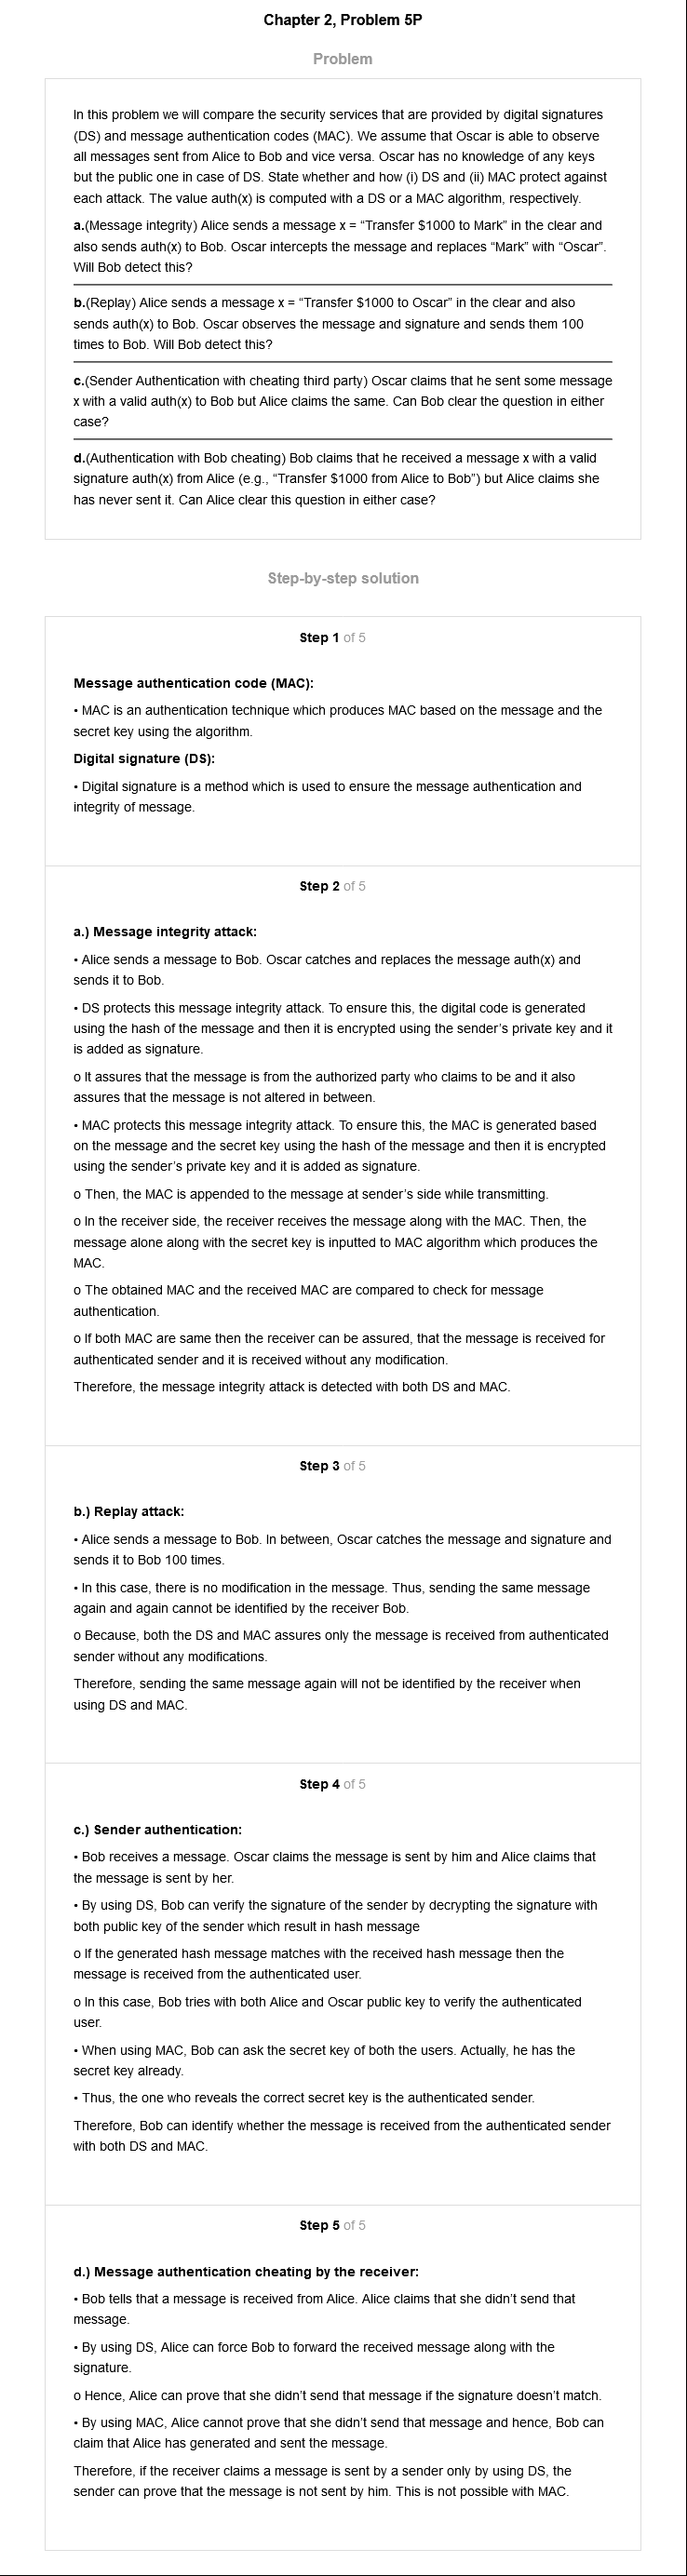 Chapter 2, Problem 5P
Problem
In this problem we will compare the security services that are provided by digital signatures
(DS) and message authentication codes (MAC). We assume that Oscar is able to observe
all messages sent from Alice to Bob and vice versa. Oscar has no knowledge of any keys
but the public one in case of DS. State whether and how (i) DS and (ii) MAC protect against
each attack. The value auth(x) is computed with a DS or a MAC algorithm, respectively.
a.(Message integrity) Alice sends a message x = “Transfer $1000 to Mark” in the clear and
also sends auth(x) to Bob. Oscar intercepts the message and replaces “Mark” with “Oscar”.
Will Bob detect this?
b.(Replay) Alice sends a message x = “Transfer $1000 to Oscar” in the clear and also
sends auth(x) to Bob. Oscar observes the message and signature and sends them 100
times to Bob. Will Bob detect this?
c.(Sender Authentication with cheating third party) Oscar claims that he sent some message
x with a valid auth(x) to Bob but Alice claims the same. Can Bob clear the question in either
case?
d.(Authentication with Bob cheating) Bob claims that he received a message x with a valid
signature auth(x) from Alice (e.g., “Transfer $1000 from Alice to Bob”) but Alice claims she
has never sent it. Can Alice clear this question in either case?
Step-by-step solution
Step 1 of 5
Message authentication code (MAC):
• MAC is an authentication technique which produces MAC based on the message and the
secret key using the algorithm.
Digital signature (DS):
• Digital signature is a method which is used to ensure the message authentication and
integrity of message.
Step 2 of 5
a.) Message integrity attack:
• Alice sends a message to Bob. Oscar catches and replaces the message auth(x) and
sends it to Bob.
• DS protects this message integrity attack. To ensure this, the digital code is generated
using the hash of the message and then it is encrypted using the sender’s private key and it
is added as signature.
o It assures that the message is from the authorized party who claims to be and it also
assures that the message is not altered in between.
• MAC protects this message integrity attack. To ensure this, the MAC is generated based
on the message and the secret key using the hash of the message and then it is encrypted
using the sender’s private key and it is added as signature.
o Then, the MAC is appended to the message at sender’s side while transmitting.
o In the receiver side, the receiver receives the message along with the MAC. Then, the
message alone along with the secret key is inputted to MAC algorithm which produces the
MAC.
o The obtained MAC and the received MAC are compared to check for message
authentication.
o If both MAC are same then the receiver can be assured, that the message is received for
authenticated sender and it is received without any modification.
Therefore, the message integrity attack is detected with both DS and MAC.
Step 3 of 5
b.) Replay attack:
• Alice sends a message to Bob. In between, Oscar catches the message and signature and
sends it to Bob 100 times.
• In this case, there is no modification in the message. Thus, sending the same message
again and again cannot be identified by the receiver Bob.
o Because, both the DS and MAC assures only the message is received from authenticated
sender without any modifications.
Therefore, sending the same message again will not be identified by the receiver when
using DS and MAC.
Step 4 of 5
c.) Sender authentication:
• Bob receives a message. Oscar claims the message is sent by him and Alice claims that
the message is sent by her.
• By using DS, Bob can verify the signature of the sender by decrypting the signature with
both public key of the sender which result in hash message
o If the generated hash message matches with the received hash message then the
message is received from the authenticated user.
o In this case, Bob tries with both Alice and Oscar public key to verify the authenticated
user.
• When using MAC, Bob can ask the secret key of both the users. Actually, he has the
secret key already.
• Thus, the one who reveals the correct secret key is the authenticated sender.
Therefore, Bob can identify whether the message is received from the authenticated sender
with both DS and MAC.
Step 5 of 5
d.) Message authentication cheating by the receiver:
• Bob tells that a message is received from Alice. Alice claims that she didn’t send that
message.
• By using DS, Alice can force Bob to forward the received message along with the
signature.
o Hence, Alice can prove that she didn’t send that message if the signature doesn’t match.
• By using MAC, Alice cannot prove that she didn’t send that message and hence, Bob can
claim that Alice has generated and sent the message.
Therefore, if the receiver claims a message is sent by a sender only by using DS, the
sender can prove that the message is not sent by him. This is not possible with MAC.